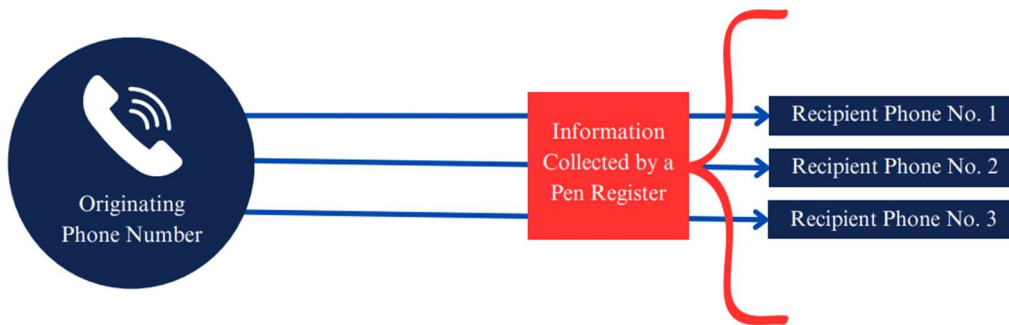 Originating
Phone Number
Information
Collected by a
Pen Register
Recipient Phone No. 1
Recipient Phone No. 2
Recipient Phone No. 3